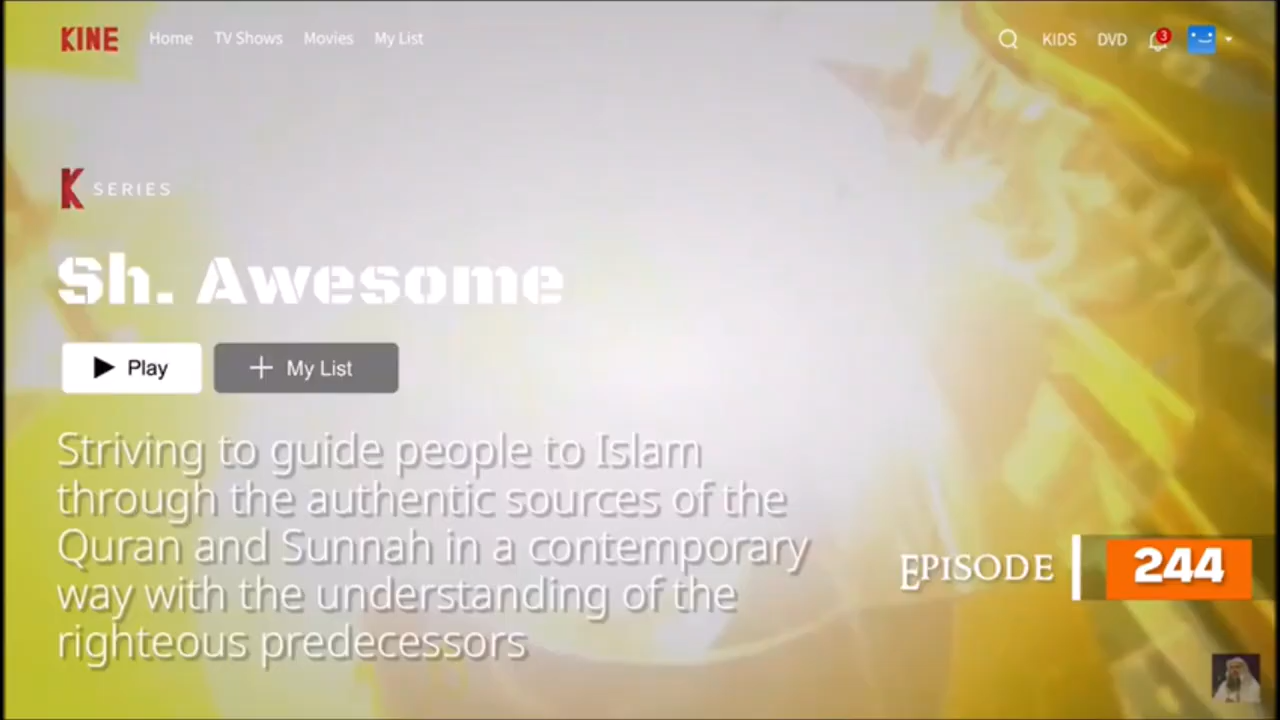 KINE Home TV Shows Movies My List KIDS DVD 3
K SERIES
Sh. Awesome
Play My List
Striving to guide people to Islam
through the authentic sources of the
Quran and Sunnah in a contemporary
way with the understanding of the
righteous predecessors
EPISODE 244